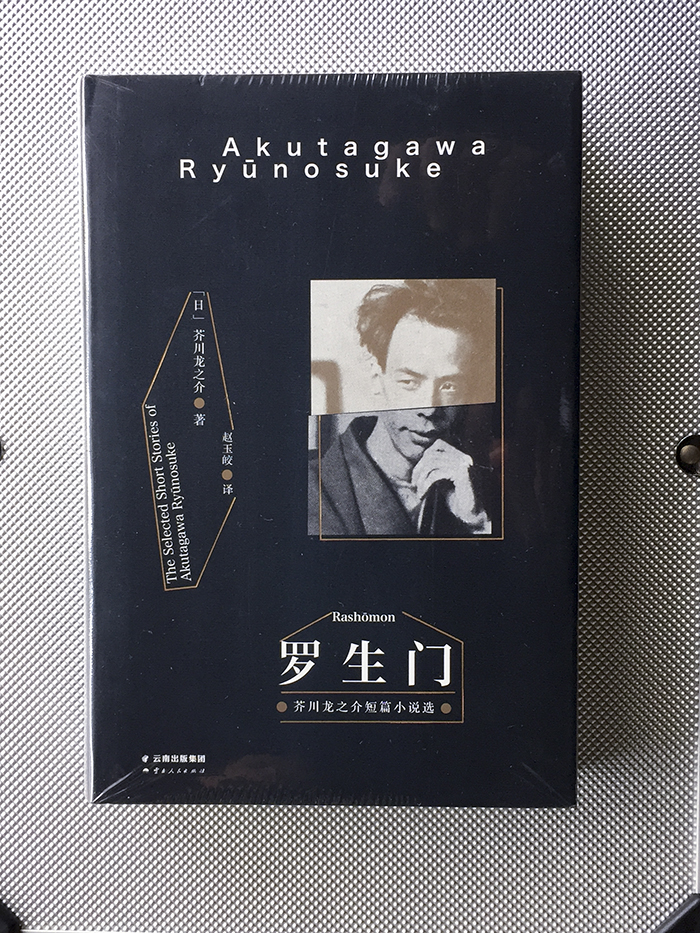 Akutagawa
Ryūnosuke
「日」芥川龙之介●著
赵玉皎●译
The Selected Short Stories of
Akutagawa Ryūnosuke
Rashōmon
罗生门
●芥川龙之介短篇小说选●
云南出版集团
云南人民出版社